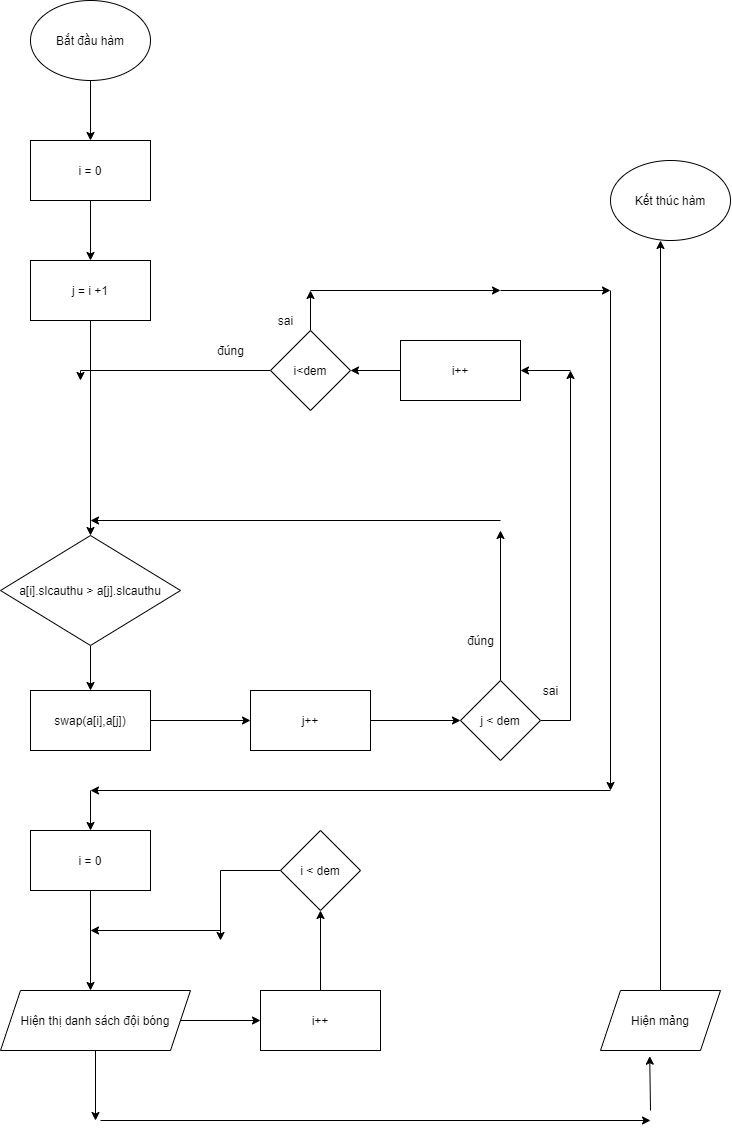 Bắt đầu hàm
i = 0
Kết thúc hàm
j = i +1
sai
đúng
i<dem
i++
a[i].slcauthu > a[j].slcauthu
đúng
sai
swap(a[i],a[j])
j++
j < dem
i = 0
i < dem
Hiện thị danh sách đội bóng
i++
Hiện mảng